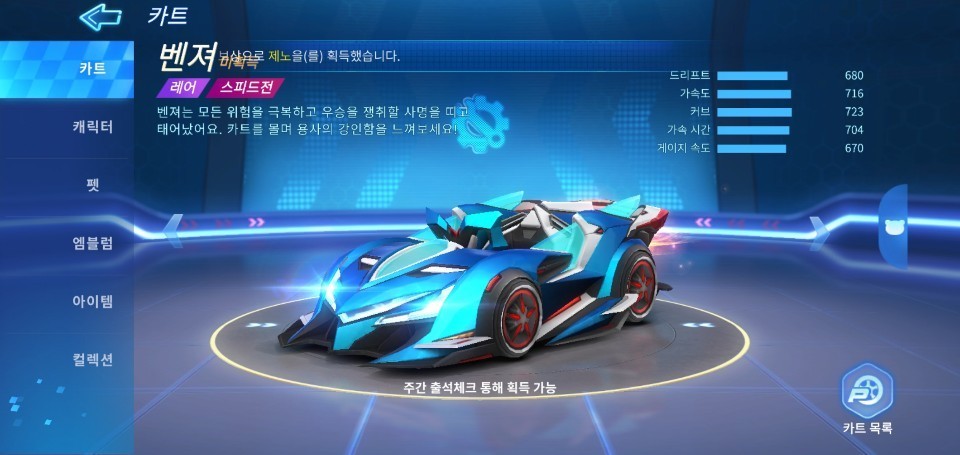 카트
벤져
보상으로 제노을(를) 획득했습니다.
미획득
레어
스피드전
벤져는 모든 위험을 극복하고 우승을 쟁취할 사명을 띠고
태어났어요. 카트를 몰며 용사의 강인함을 느껴보세요!
드리프트 680
가속도 716
커브 723
가속 시간 704
게이지 속도 670
카트
캐릭터
펫
엠블럼
아이템
컬렉션
주간 출석체크 통해 획득 가능
카트 목록